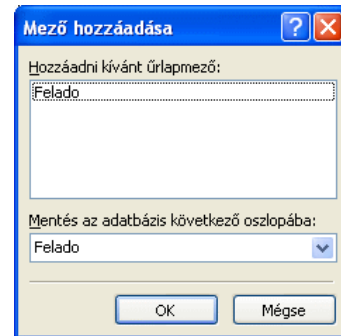 Mező hozzáadása
Hozzáadni kívánt űrlapmező:
Felado
Mentés az adatbázis következő oszlopába:
Felado
OK
Mégse